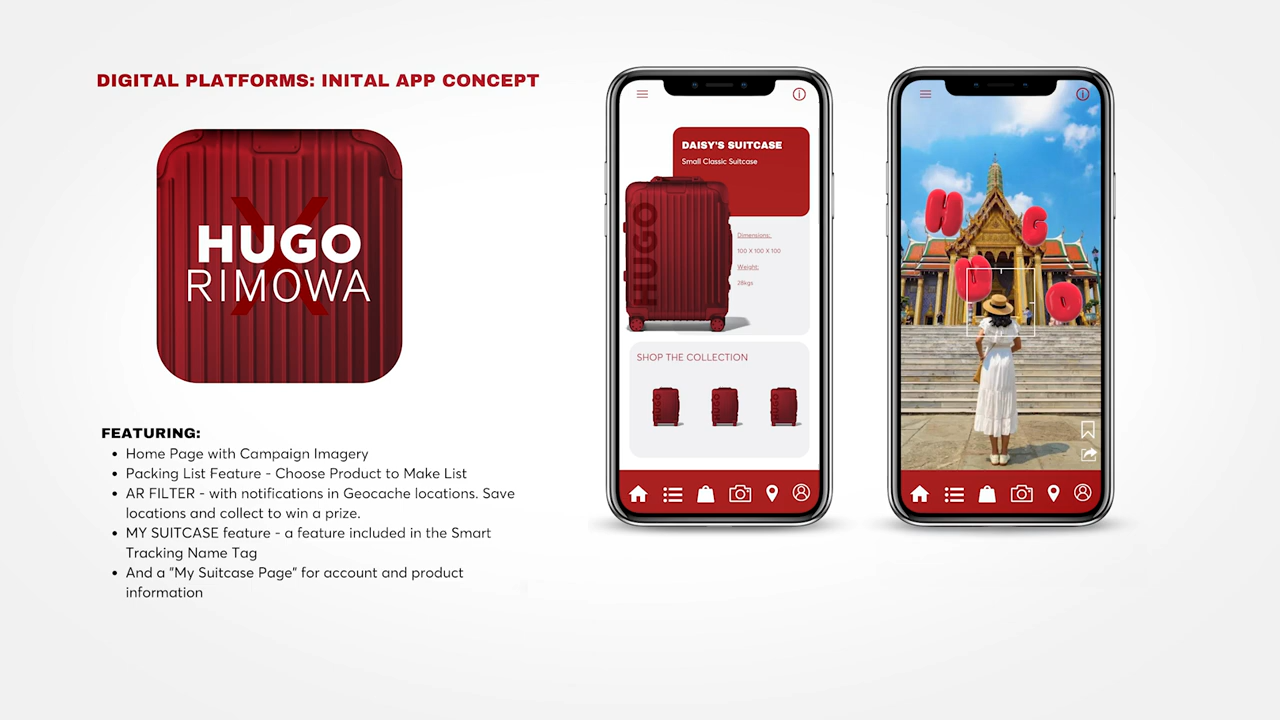 DIGITAL PLATFORMS: INITAL APP CONCEPT
X
HUGO
RIMOWA
FEATURING:
• Home Page with Campaign Imagery
• Packing List Feature - Choose Product to Make List
• AR FILTER - with notifications in Geocache locations. Save
locations and collect to win a prize.
• MY SUITCASE feature - a feature included in the Smart
Tracking Name Tag
• And a "My Suitcase Page" for account and product
information
DAISY'S SUITCASE
Small Classic Suitcase
HUGO
Dimensions:
100 X 100 X 100
Weight:
28kgs
SHOP THE COLLECTION
HUGO
HUGO
HUGO
H
U
G
O